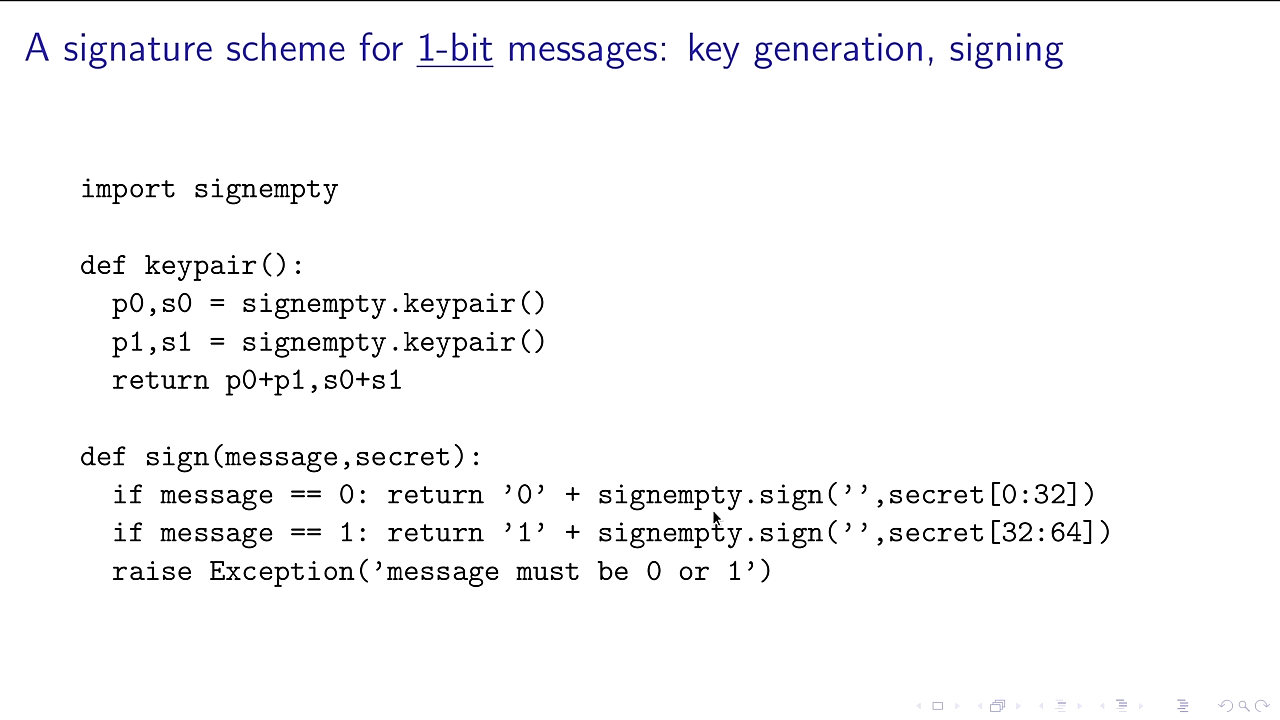 A signature scheme for 1-bit messages: key generation, signing
import signempty
def keypair():
p0,s0 = signempty.keypair()
p1,s1 = signempty.keypair()
return p0+p1,s0+s1
def sign(message,secret):
if message == 0: return ’0’ + signempty.sign(’’,secret[0:32])
if message == 1: return ’1’ + signempty.sign(’’,secret[32:64])
raise Exception(’message must be 0 or 1’)